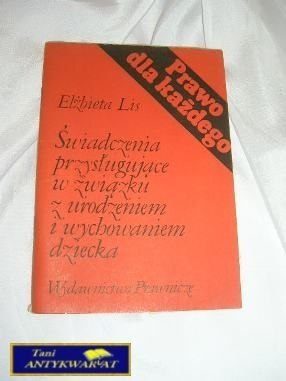 Prawo
dla każdego
Elżbieta Lis
Świadczenia
przysługujące
w związku
z urodzeniem
i wychowaniem
dziecka
Wydawnictwo Prawnicze
Tani
ANTYKWARIAT